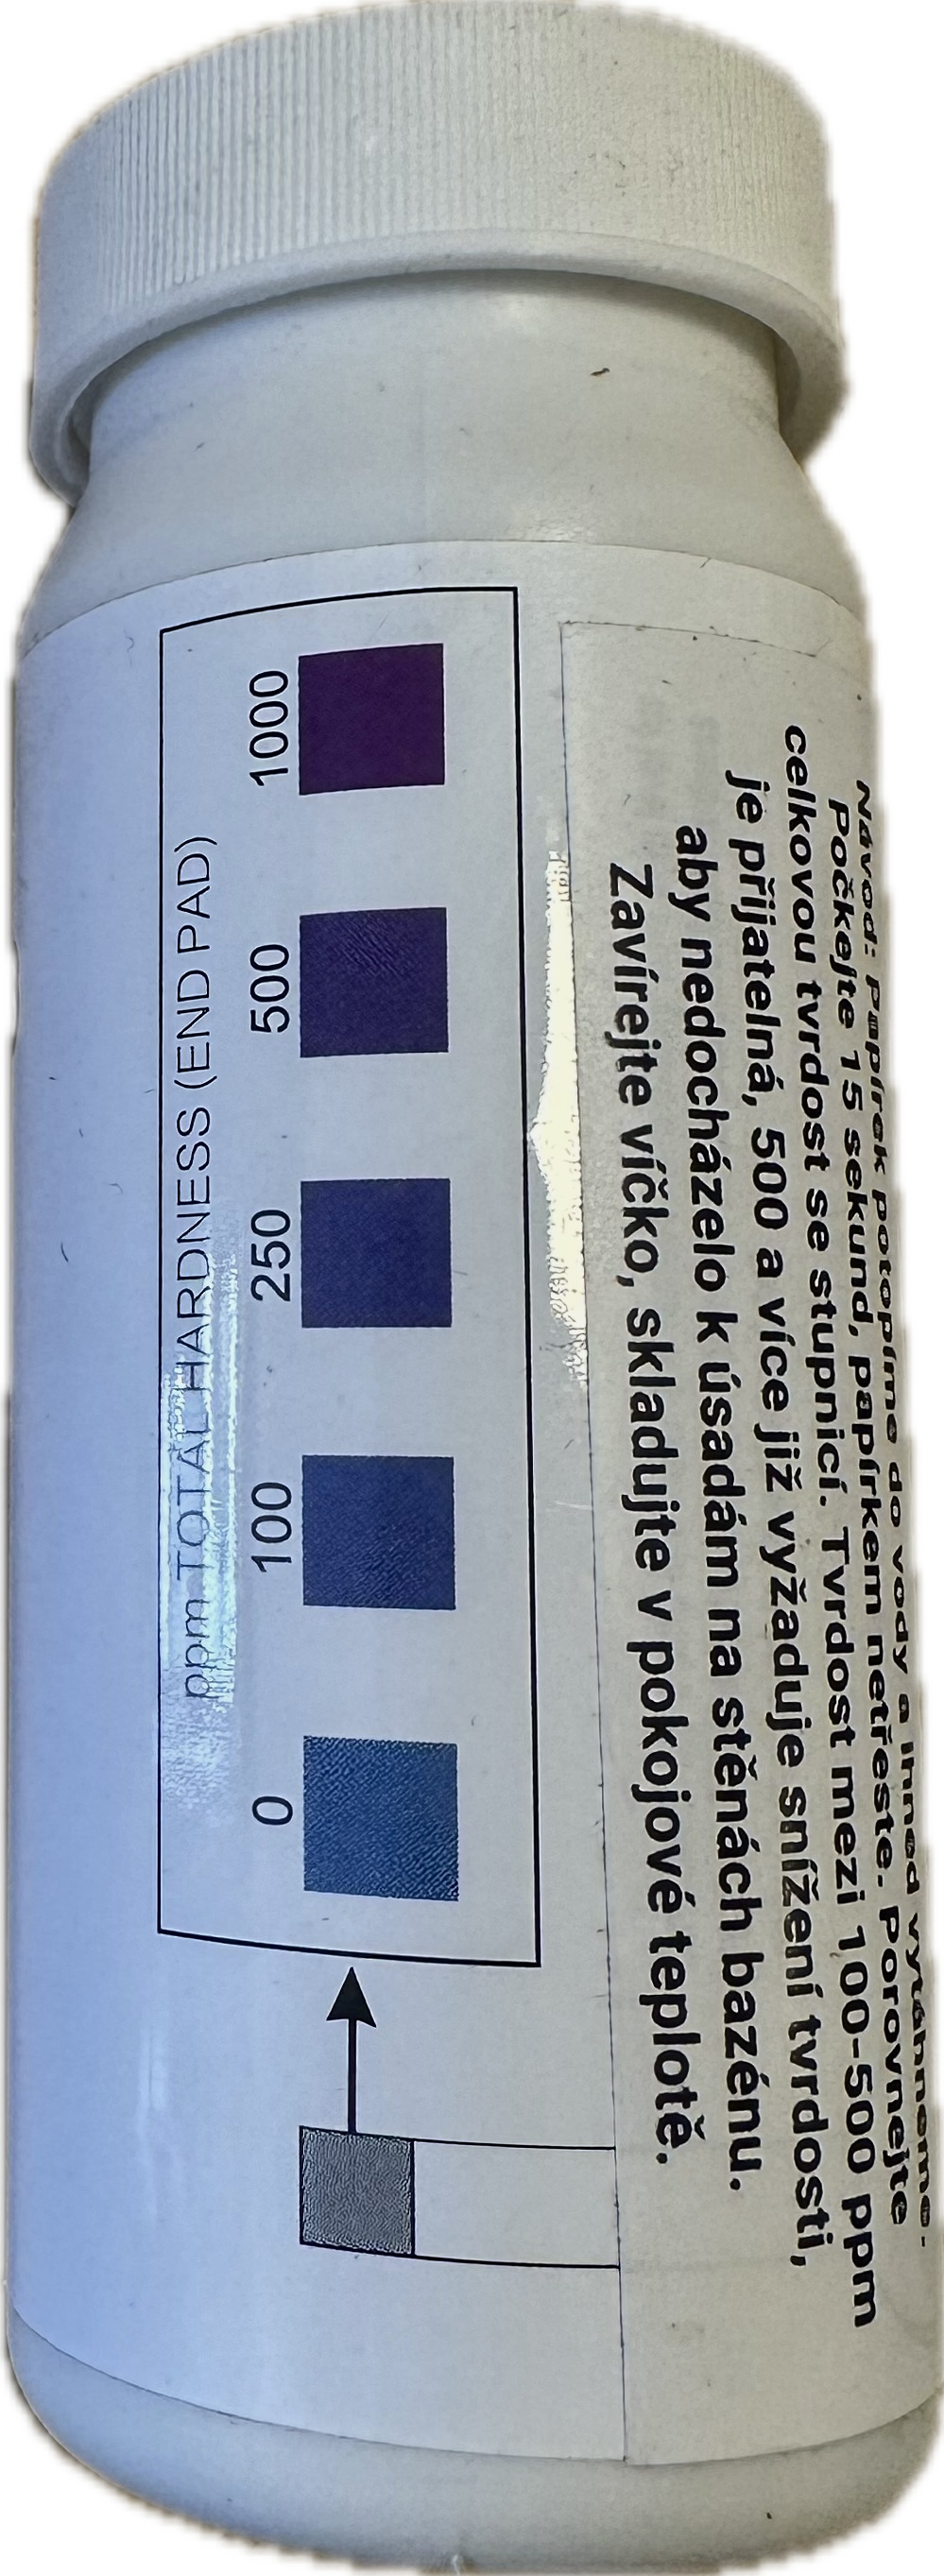 ppm TOTAL HARDNESS (END PAD)
0 100 250 500 1000
Návod: papírek potopíme do vody a ihned vytáhneme.
Počkejte 15 sekund, papírkem netřeste. Porovnejte
celkovou tvrdost se stupnicí. Tvrdost mezi 100-500 ppm
je přijatelná, 500 a více již vyžaduje snížení tvrdosti,
aby nedocházelo k úsadám na stěnách bazénu.
Zavírejte víčko, skladujte v pokojové teplotě.